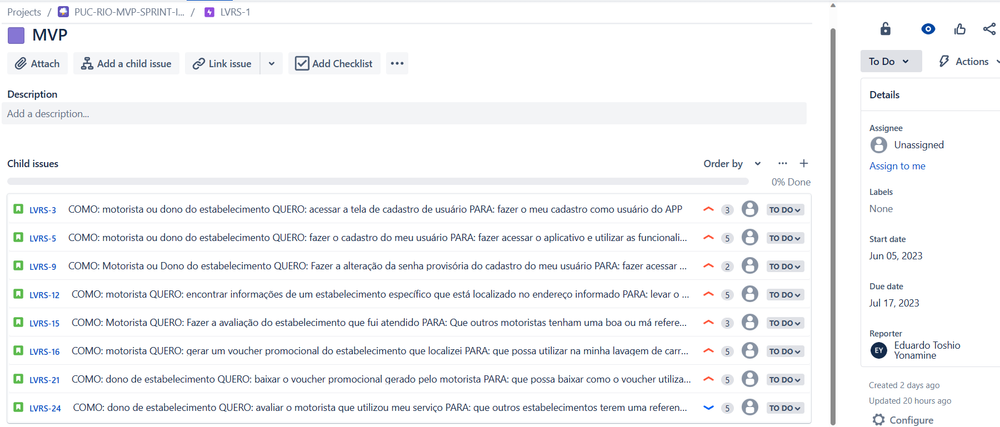 Projects / PUC-RIO-MVP-SPRINT-I... / LVRS-1
MVP
Attach Add a child issue Link issue Add Checklist •••
Description
Add a description...
Child issues Order by ••• +
0% Done
LVRS-3 COMO: motorista ou dono do estabelecimento QUERO: acessar a tela de cadastro de usuário PARA: fazer o meu cadastro como usuário do APP 3 TO DO
LVRS-5 COMO: motorista ou dono do estabelecimento QUERO: fazer o cadastro do meu usuário PARA: fazer acessar o aplicativo e utilizar as funcionali... 5 TO DO
LVRS-9 COMO: Motorista ou Dono do estabelecimento QUERO: Fazer a alteração da senha provisória do cadastro do meu usuário PARA: fazer acessar ... 2 TO DO
LVRS-12 COMO: motorista QUERO: encontrar informações de um estabelecimento específico que está localizado no endereço informado PARA: levar o ... 5 TO DO
LVRS-15 COMO: Motorista QUERO: Fazer a avaliação do estabelecimento que fui atendido PARA: Que outros motoristas tenham uma boa ou má refere... 3 TO DO
LVRS-16 COMO: motorista QUERO: gerar um voucher promocional do estabelecimento que localizei PARA: que possa utilizar na minha lavagem de carr... 5 TO DO
LVRS-21 COMO: dono de estabelecimento QUERO: baixar o voucher promocional gerado pelo motorista PARA: que possa baixar como o voucher utiliza... 5 TO DO
LVRS-24 COMO: dono de estabelecimento QUERO: avaliar o motorista que utilizou meu serviço PARA: que outros estabelecimentos terem uma referen... 5 TO DO
To Do Actions
Details
Assignee
Unassigned
Assign to me
Labels
None
Start date
Jun 05, 2023
Due date
Jul 17, 2023
Reporter
EY Eduardo Toshio
Yonamine
Created 2 days ago
Updated 20 hours ago
Configure